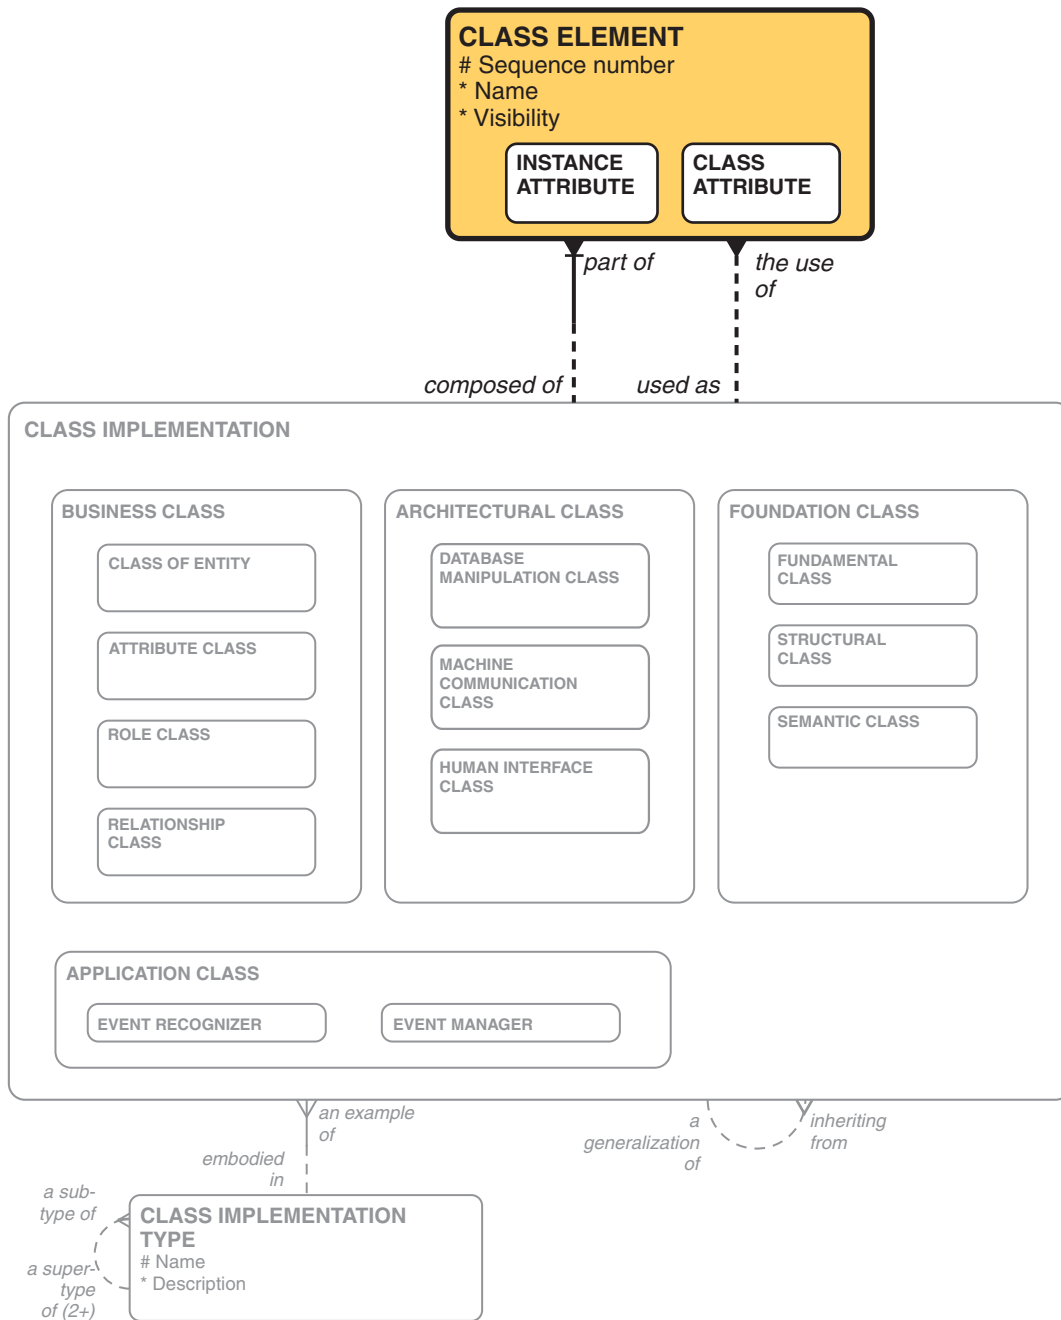 CLASS ELEMENT
# Sequence number
* Name
* Visibility
INSTANCE
ATTRIBUTE
CLASS
ATTRIBUTE
part of
the use
of
composed of
used as
CLASS IMPLEMENTATION
BUSINESS CLASS
CLASS OF ENTITY
ATTRIBUTE CLASS
ROLE CLASS
RELATIONSHIP
CLASS
ARCHITECTURAL CLASS
DATABASE
MANIPULATION CLASS
MACHINE
COMMUNICATION
CLASS
HUMAN INTERFACE
CLASS
FOUNDATION CLASS
FUNDAMENTAL
CLASS
STRUCTURAL
CLASS
SEMANTIC CLASS
APPLICATION CLASS
EVENT RECOGNIZER
EVENT MANAGER
an example
of
embodied
in
a
generalization
of
inheriting
from
a sub-
type of
a super-
type
of (2+)
CLASS IMPLEMENTATION
TYPE
# Name
* Description